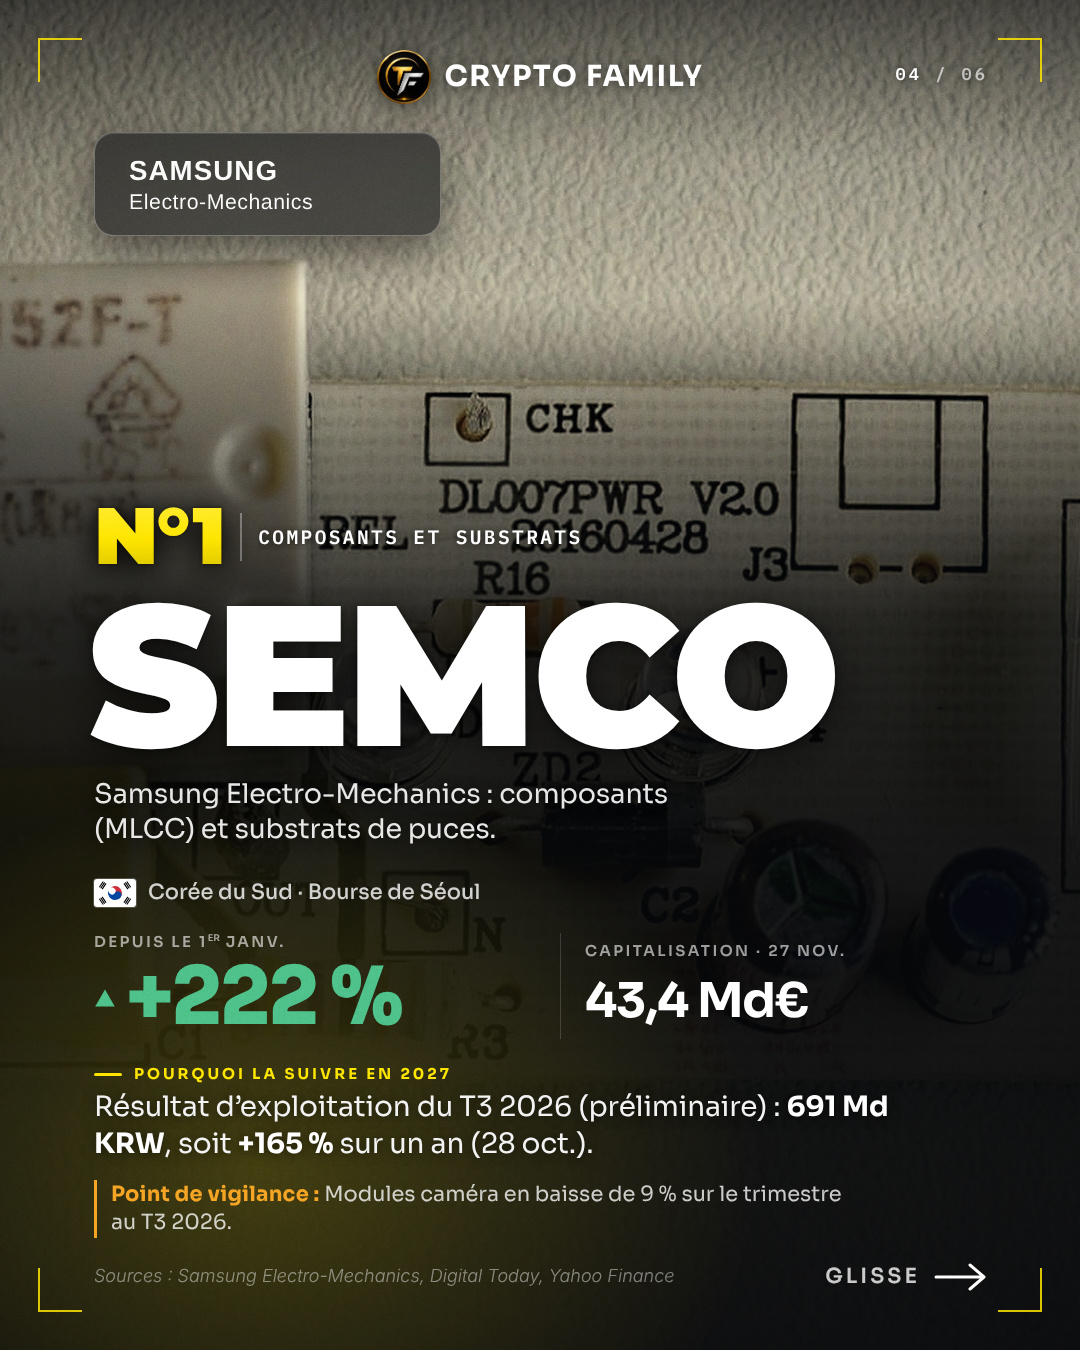 CRYPTO FAMILY
04 / 06
SAMSUNG
Electro-Mechanics
152F-T
CHK
DL007PWR V2.0
REL 20160428
J3
R16
N°1
COMPOSANTS ET SUBSTRATS
SEMCO
ZD2
Samsung Electro-Mechanics : composants
(MLCC) et substrats de puces.
Corée du Sud · Bourse de Séoul
C2
N
DEPUIS LE 1ER JANV.
+222 %
CAPITALISATION · 27 NOV.
43,4 Md€
C1
R3
POURQUOI LA SUIVRE EN 2027
Résultat d’exploitation du T3 2026 (préliminaire) : 691 Md
KRW, soit +165 % sur un an (28 oct.).
Point de vigilance : Modules caméra en baisse de 9 % sur le trimestre
au T3 2026.
Sources : Samsung Electro-Mechanics, Digital Today, Yahoo Finance
GLISSE